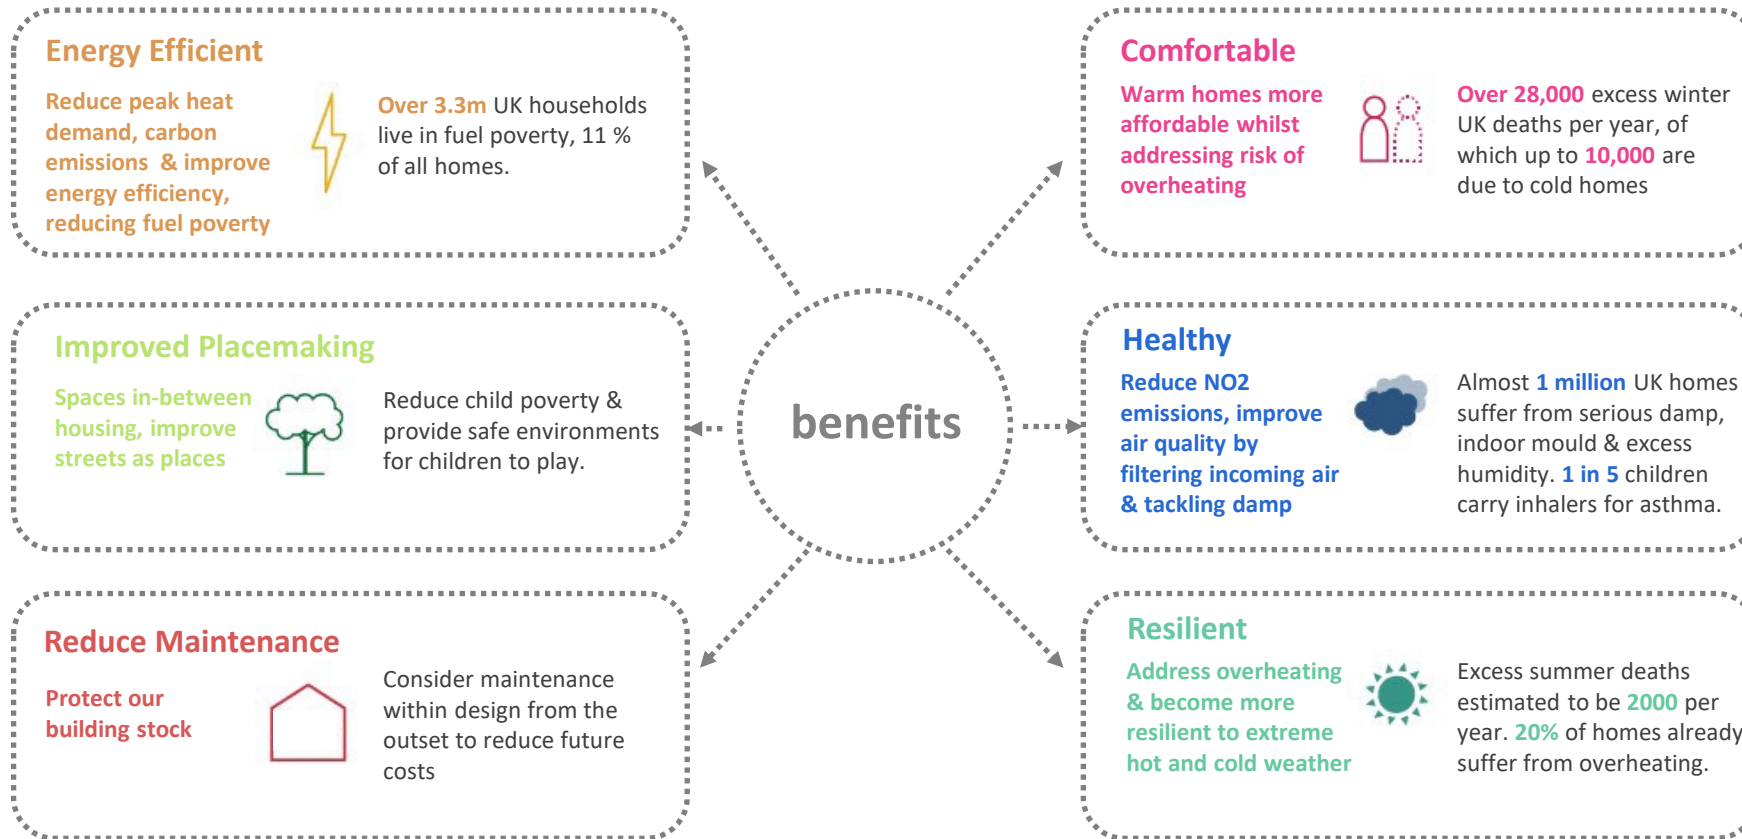 Energy Efficient
Reduce peak heat
demand, carbon
emissions & improve
energy efficiency,
reducing fuel poverty
Over 3.3m UK households
live in fuel poverty, 11 %
of all homes.
Comfortable
Warm homes more
affordable whilst
addressing risk of
overheating
Over 28,000 excess winter
UK deaths per year, of
which up to 10,000 are
due to cold homes
Improved Placemaking
Spaces in-between
housing, improve
streets as places
Reduce child poverty &
provide safe environments
for children to play.
benefits
Healthy
Reduce NO2
emissions, improve
air quality by
filtering incoming air
& tackling damp
Almost 1 million UK homes
suffer from serious damp,
indoor mould & excess
humidity. 1 in 5 children
carry inhalers for asthma.
Reduce Maintenance
Protect our
building stock
Consider maintenance
within design from the
outset to reduce future
costs
Resilient
Address overheating
& become more
resilient to extreme
hot and cold weather
Excess summer deaths
estimated to be 2000 per
year. 20% of homes already
suffer from overheating.